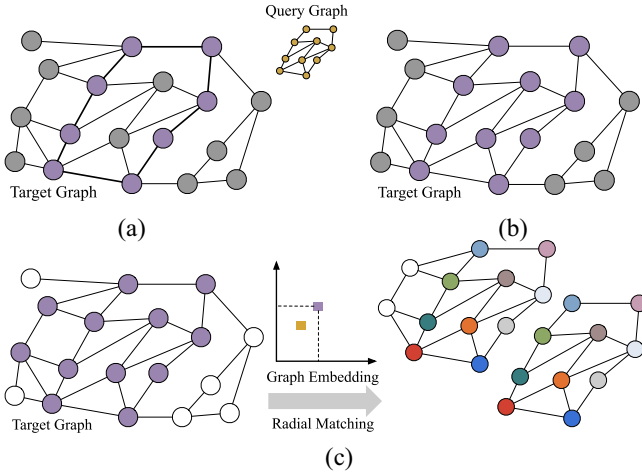 Query Graph
Target Graph
Target Graph
(a)
(b)
Graph Embedding
Radial Matching
Target Graph
(c)